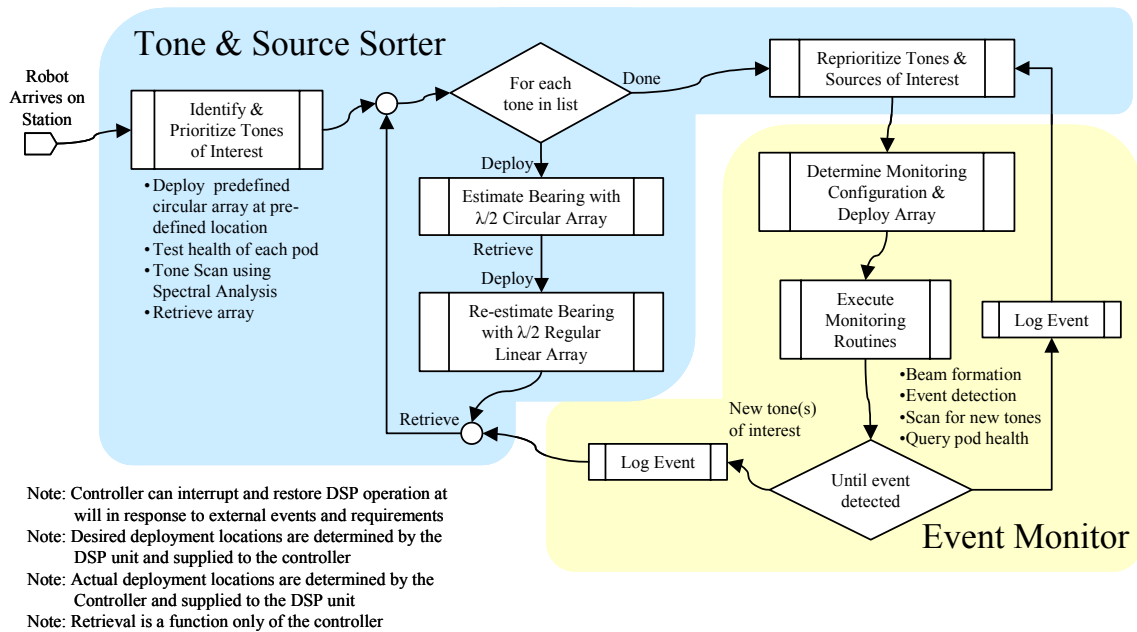 Tone & Source Sorter
Robot
Arrives on
Station
Identify &
Prioritize Tones
of Interest
• Deploy predefined
circular array at pre-
defined location
• Test health of each pod
• Tone Scan using
Spectral Analysis
• Retrieve array
For each
tone in list
Done
Deploy
Estimate Bearing with
λ/2 Circular Array
Retrieve
Deploy
Re-estimate Bearing
with λ/2 Regular
Linear Array
Retrieve
Reprioritize Tones &
Sources of Interest
Determine Monitoring
Configuration &
Deploy Array
Execute
Monitoring
Routines
• Beam formation
• Event detection
• Scan for new tones
• Query pod health
Log Event
New tone(s)
of interest
Log Event
Until event
detected
Event Monitor
Note: Controller can interrupt and restore DSP operation at
will in response to external events and requirements
Note: Desired deployment locations are determined by the
DSP unit and supplied to the controller
Note: Actual deployment locations are determined by the
Controller and supplied to the DSP unit
Note: Retrieval is a function only of the controller